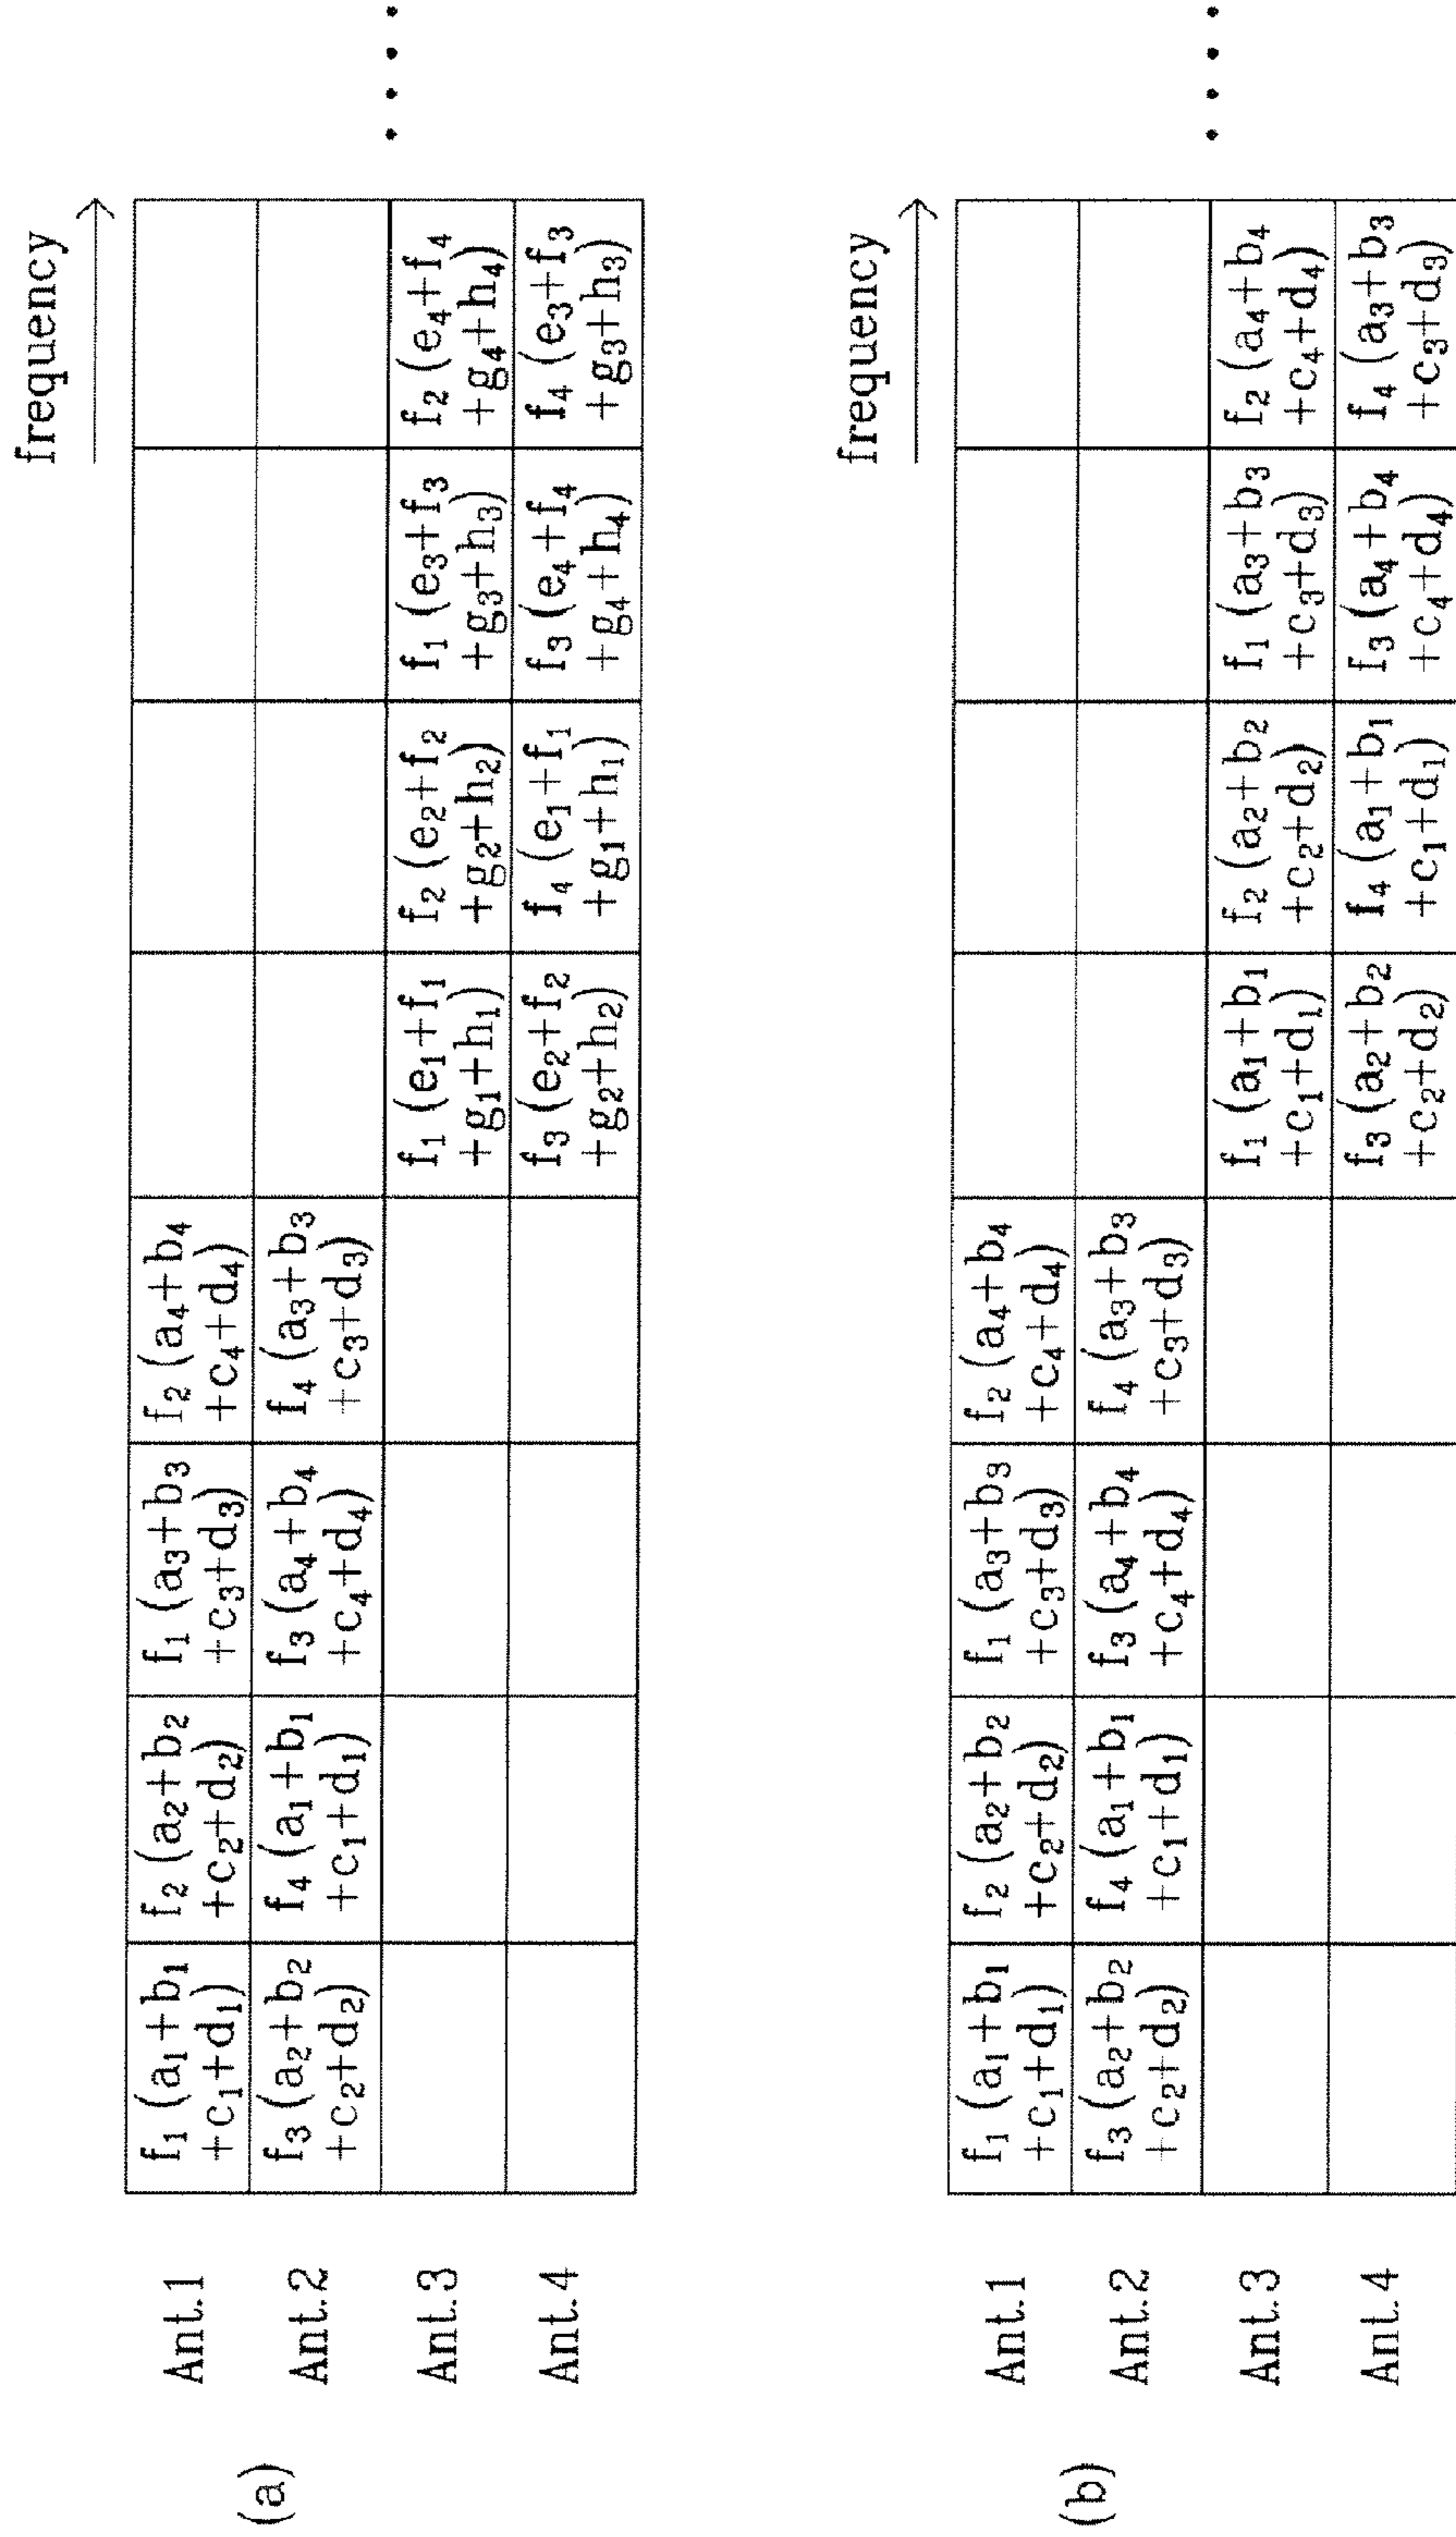 frequency
(a)
Ant.1
f₁ (a₁+b₁
+c₁+d₁)
f₂ (a₂+b₂
+c₂+d₂)
f₁ (a₃+b₃
+c₃+d₃)
f₂ (a₄+b₄
+c₄+d₄)
Ant.2
f₃ (a₂+b₂
+c₂+d₂)
f₄ (a₁+b₁
+c₁+d₁)
f₃ (a₄+b₄
+c₄+d₄)
f₄ (a₃+b₃
+c₃+d₃)
Ant.3
f₁ (e₁+f₁
+g₁+h₁)
f₂ (e₂+f₂
+g₂+h₂)
f₁ (e₃+f₃
+g₃+h₃)
f₂ (e₄+f₄
+g₄+h₄)
Ant.4
f₃ (e₂+f₂
+g₂+h₂)
f₄ (e₁+f₁
+g₁+h₁)
f₃ (e₄+f₄
+g₄+h₄)
f₄ (e₃+f₃
+g₃+h₃)
frequency
(b)
Ant.1
f₁ (a₁+b₁
+c₁+d₁)
f₂ (a₂+b₂
+c₂+d₂)
f₁ (a₃+b₃
+c₃+d₃)
f₂ (a₄+b₄
+c₄+d₄)
Ant.2
f₃ (a₂+b₂
+c₂+d₂)
f₄ (a₁+b₁
+c₁+d₁)
f₃ (a₄+b₄
+c₄+d₄)
f₄ (a₃+b₃
+c₃+d₃)
Ant.3
f₁ (a₁+b₁
+c₁+d₁)
f₂ (a₂+b₂
+c₂+d₂)
f₁ (a₃+b₃
+c₃+d₃)
f₂ (a₄+b₄
+c₄+d₄)
Ant.4
f₃ (a₂+b₂
+c₂+d₂)
f₄ (a₁+b₁
+c₁+d₁)
f₃ (a₄+b₄
+c₄+d₄)
f₄ (a₃+b₃
+c₃+d₃)